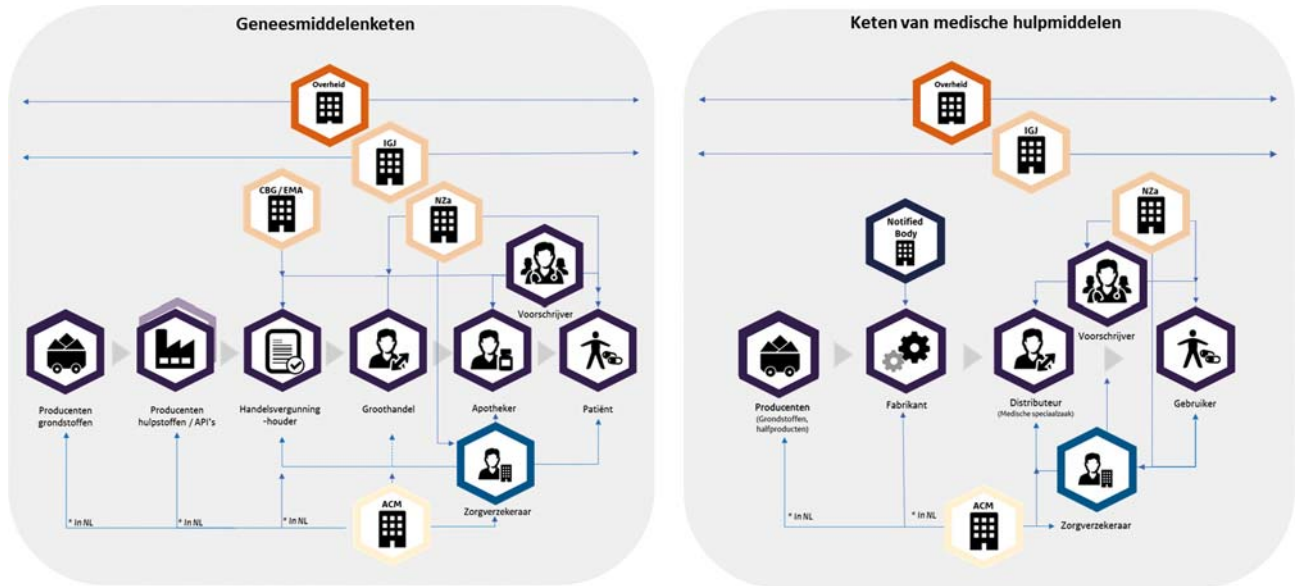 Geneesmiddelenketen
Overheid
IGJ
CBG / EMA
NZa
Voorschrijver
Producenten
grondstoffen
Producenten
hulpstoffen / API's
Handelsvergunning
-houder
Groothandel
Apotheker
Patiënt
Zorgverzekeraar
ACM
* In NL
* In NL
* In NL
Keten van medische hulpmiddelen
Overheid
IGJ
NZa
Notified
Body
Voorschrijver
Producenten
(Grondstoffen,
halfproducten)
Fabrikant
Distributeur
(Medische speciaalzaak)
Gebruiker
Zorgverzekeraar
ACM
* In NL
* In NL